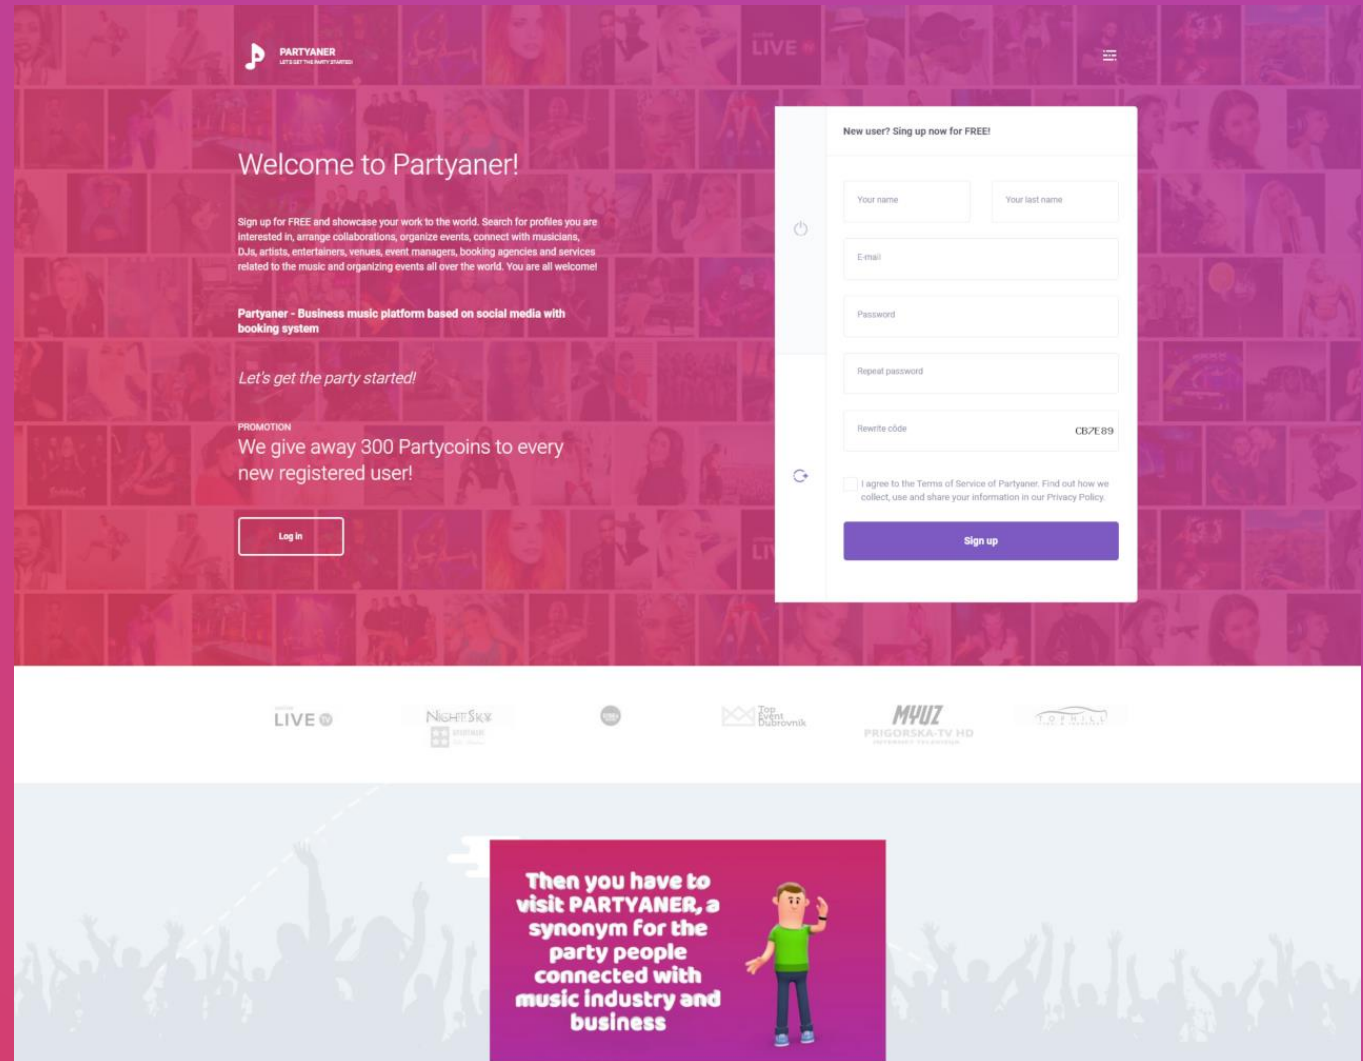 PARTYANER
LET'S GET THE PARTY STARTED!
LIVE
Welcome to Partyaner!
Sign up for FREE and showcase your work to the world. Search for profiles you are
interested in, arrange collaborations, organize events, connect with musicians,
DJs, artists, entertainers, venues, event managers, booking agencies and services
related to the music and organizing events all over the world. You are all welcome!
Partyaner - Business music platform based on social media with
booking system
Let's get the party started!
PROMOTION
We give away 300 Partycoins to every
new registered user!
Log in
New user? Sing up now for FREE!
Your name
Your last name
E-mail
Password
Repeat password
Rewrite côde
CB7E89
I agree to the Terms of Service of Partyaner. Find out how we
collect, use and share your information in our Privacy Policy.
Sign up
LIVE TV
NIGHTSKY
Top
Event
Dubrovnik
MYUZ
PRIGORSKA-TV HD
INTERNET TELEVIZIJA
TOPHILL
Then you have to
visit PARTYANER, a
synonym for the
party people
connected with
music industry and
business